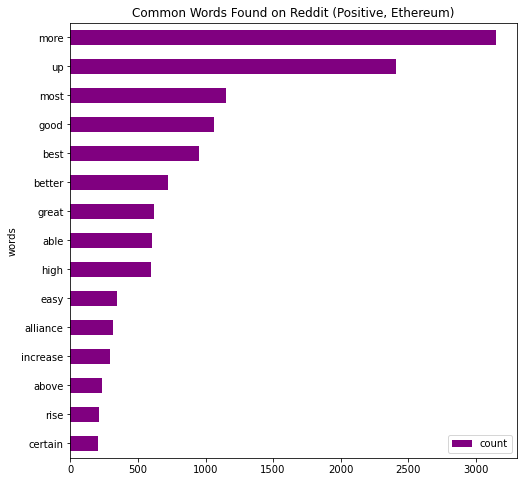 Common Words Found on Reddit (Positive, Ethereum)
words
more
up
most
good
best
better
great
able
high
easy
alliance
increase
above
rise
certain
count
0 500 1000 1500 2000 2500 3000